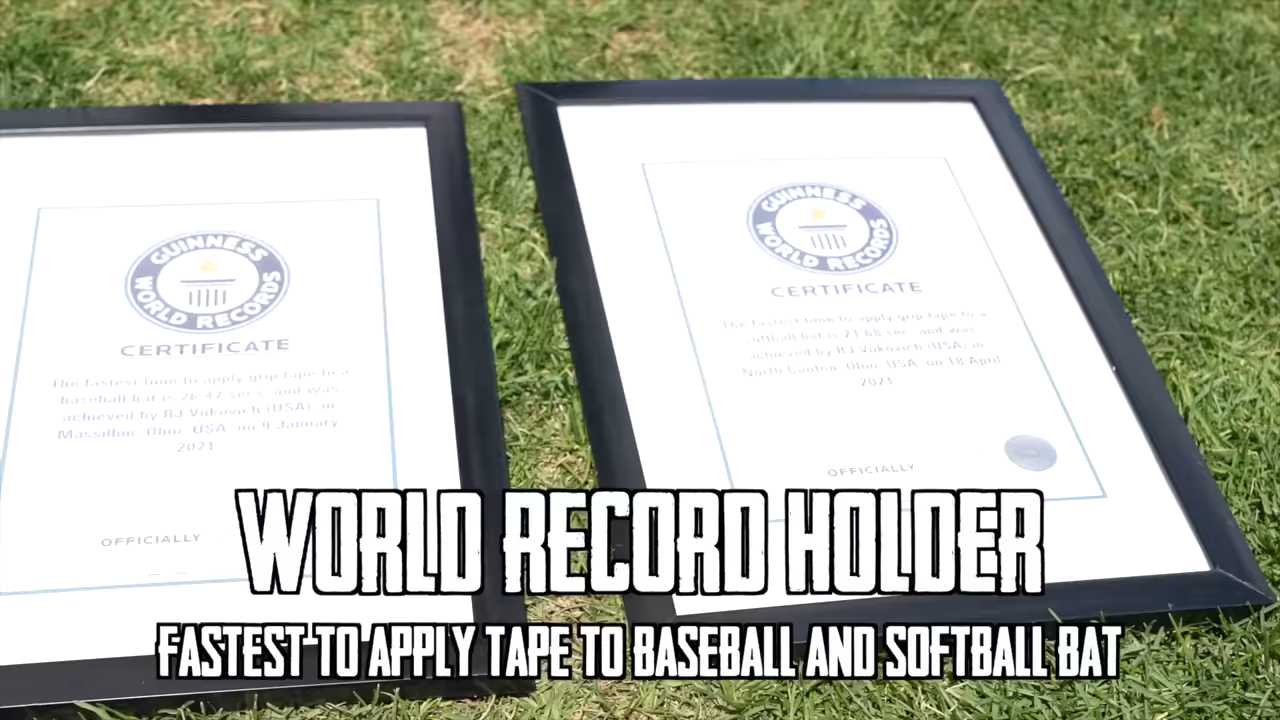 GUINNESS
WORLD RECORDS
CERTIFICATE
The fastest time to apply grip tape to a
baseball bat is 26.47 secs, and was
achieved by RJ Vukovich (USA) in
Massillon, Ohio, USA, on 9 January
2021
OFFICIALLY
GUINNESS
WORLD RECORDS
CERTIFICATE
The fastest time to apply grip tape to a
softball bat is 21.68 sec, and was
achieved by RJ Vukovich (USA) in
North Canton, Ohio, USA, on 18 April
2021
OFFICIALLY
WORLD RECORD HOLDER
FASTEST TO APPLY TAPE TO BASEBALL AND SOFTBALL BAT